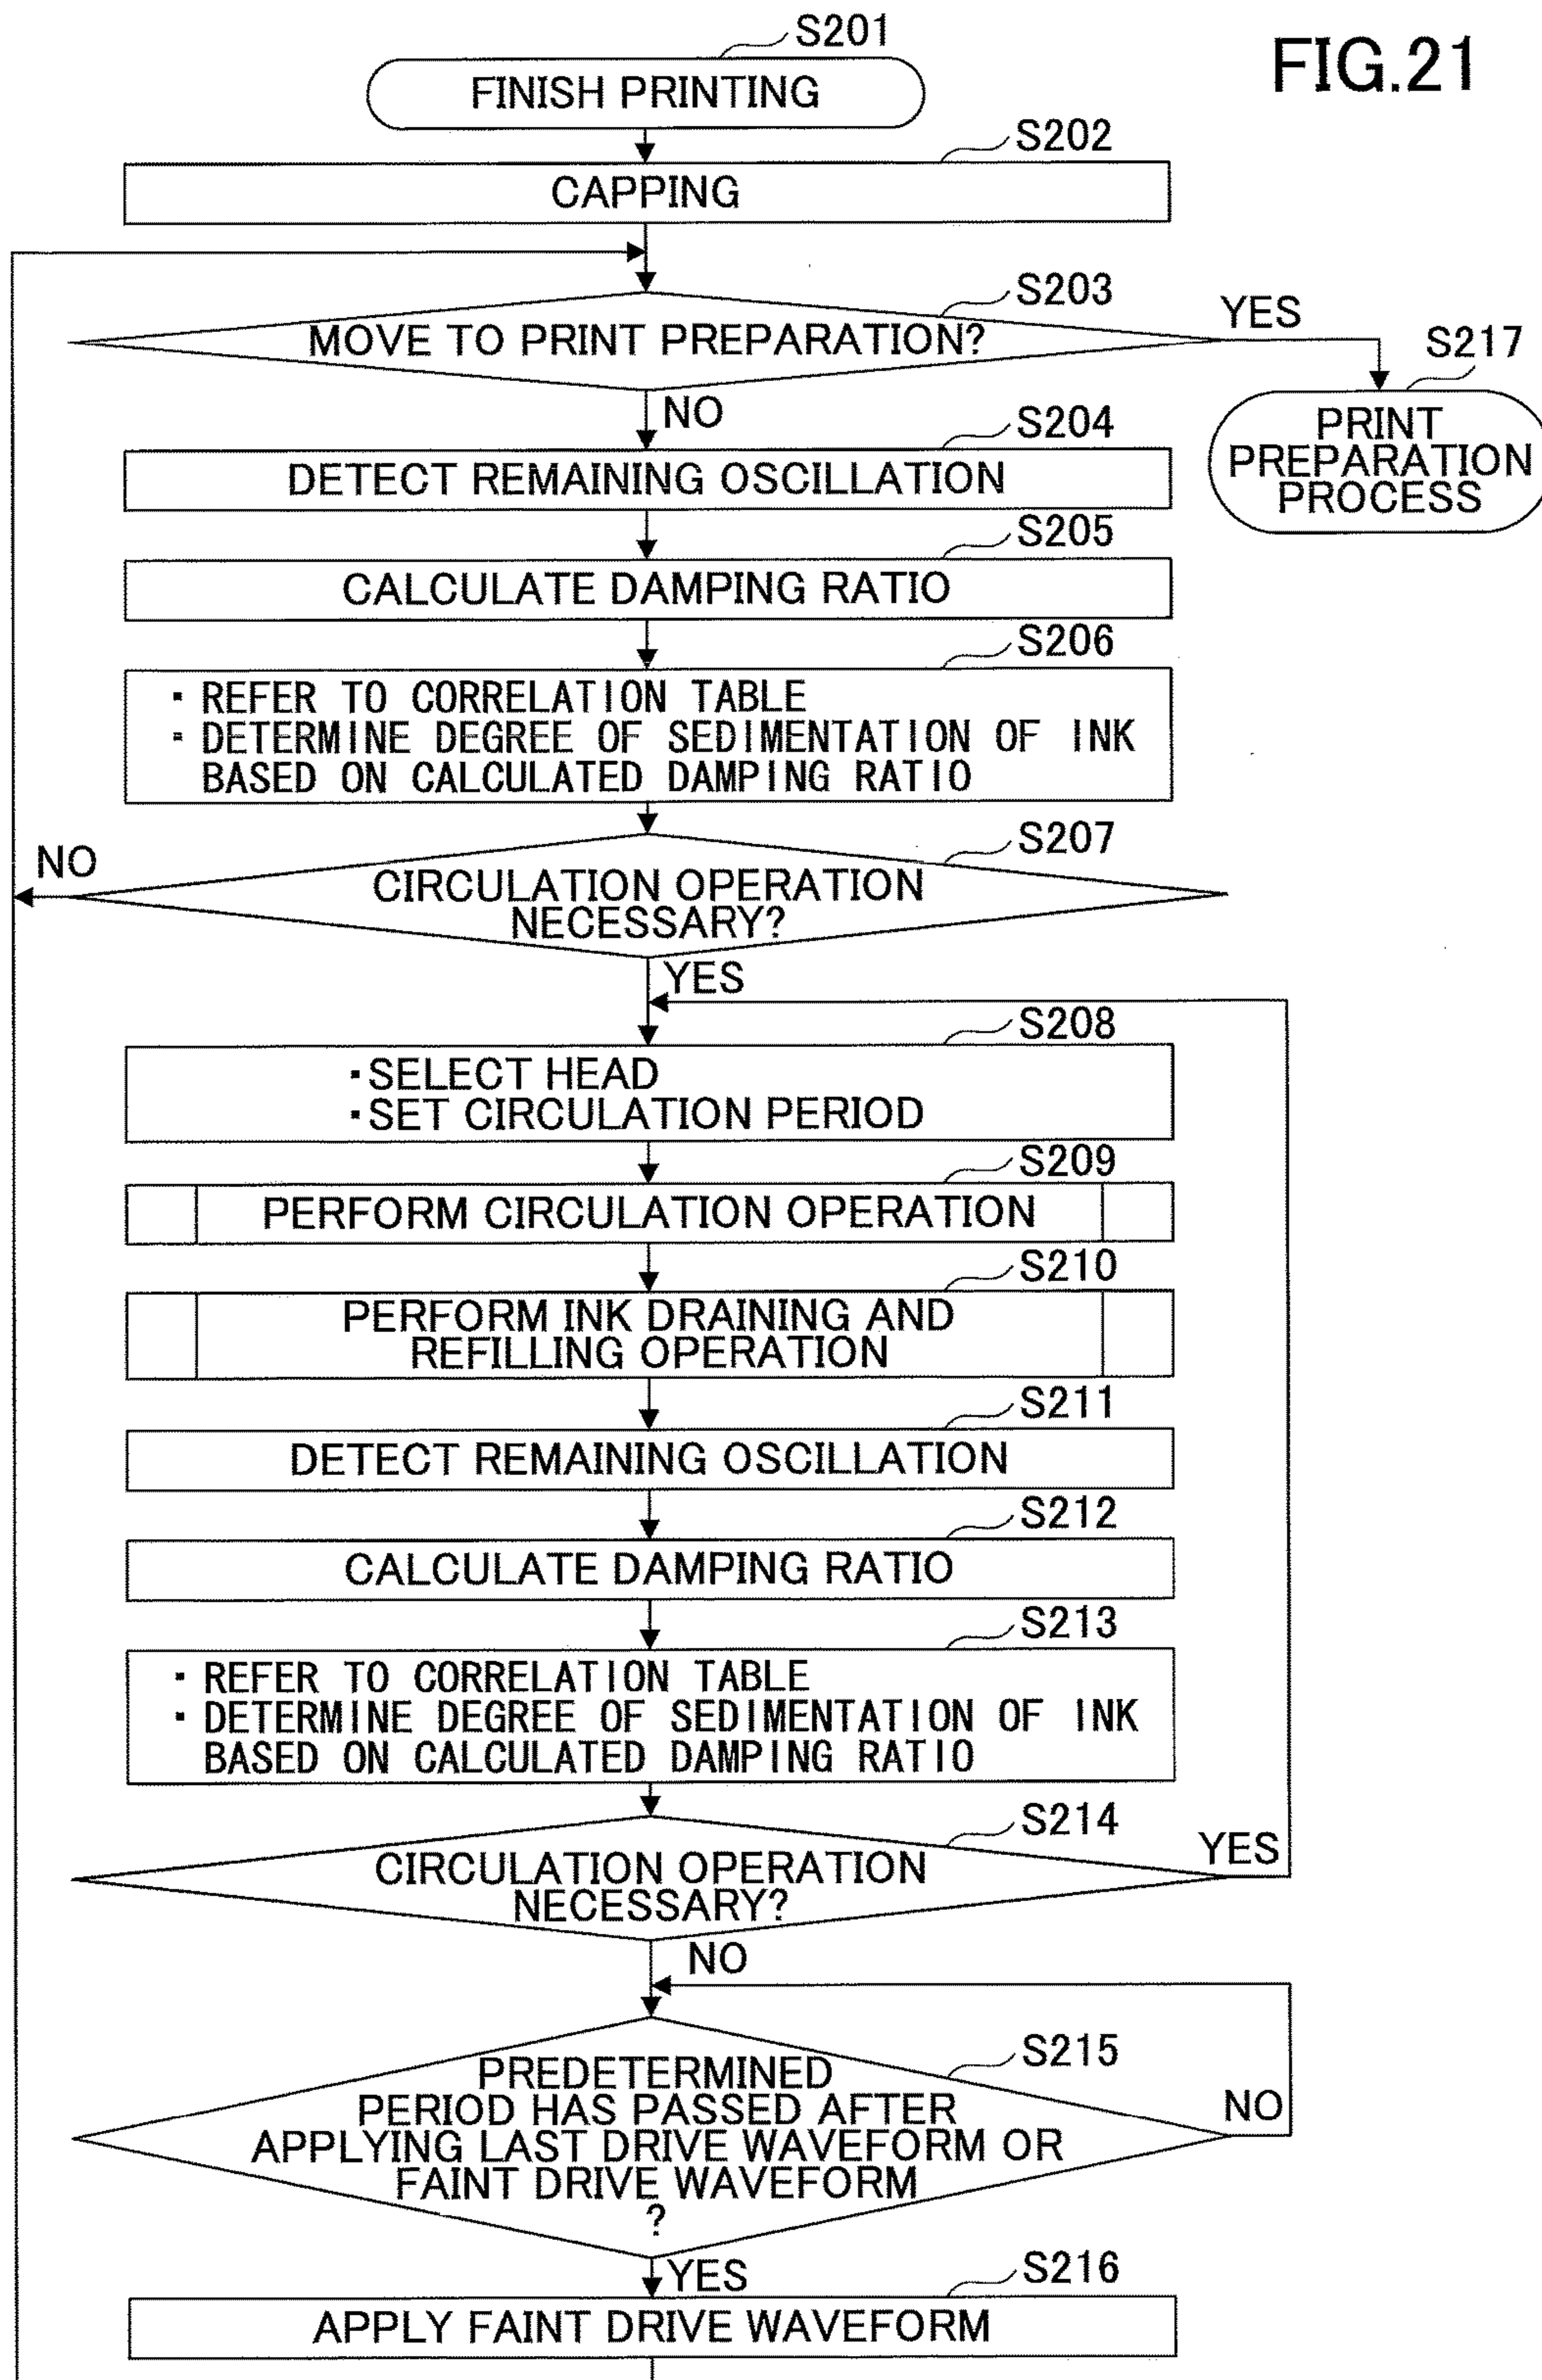 FIG.21
S201
FINISH PRINTING
S202
CAPPING
S203
MOVE TO PRINT PREPARATION?
YES
S217
PRINT
PREPARATION
PROCESS
NO
S204
DETECT REMAINING OSCILLATION
S205
CALCULATE DAMPING RATIO
S206
・REFER TO CORRELATION TABLE
・DETERMINE DEGREE OF SEDIMENTATION OF INK
BASED ON CALCULATED DAMPING RATIO
S207
NO
CIRCULATION OPERATION
NECESSARY?
YES
S208
・SELECT HEAD
・SET CIRCULATION PERIOD
S209
PERFORM CIRCULATION OPERATION
S210
PERFORM INK DRAINING AND
REFILLING OPERATION
S211
DETECT REMAINING OSCILLATION
S212
CALCULATE DAMPING RATIO
S213
・REFER TO CORRELATION TABLE
・DETERMINE DEGREE OF SEDIMENTATION OF INK
BASED ON CALCULATED DAMPING RATIO
S214
YES
CIRCULATION OPERATION
NECESSARY?
NO
S215
PREDETERMINED
PERIOD HAS PASSED AFTER
APPLYING LAST DRIVE WAVEFORM OR
FAINT DRIVE WAVEFORM
?
NO
YES
S216
APPLY FAINT DRIVE WAVEFORM